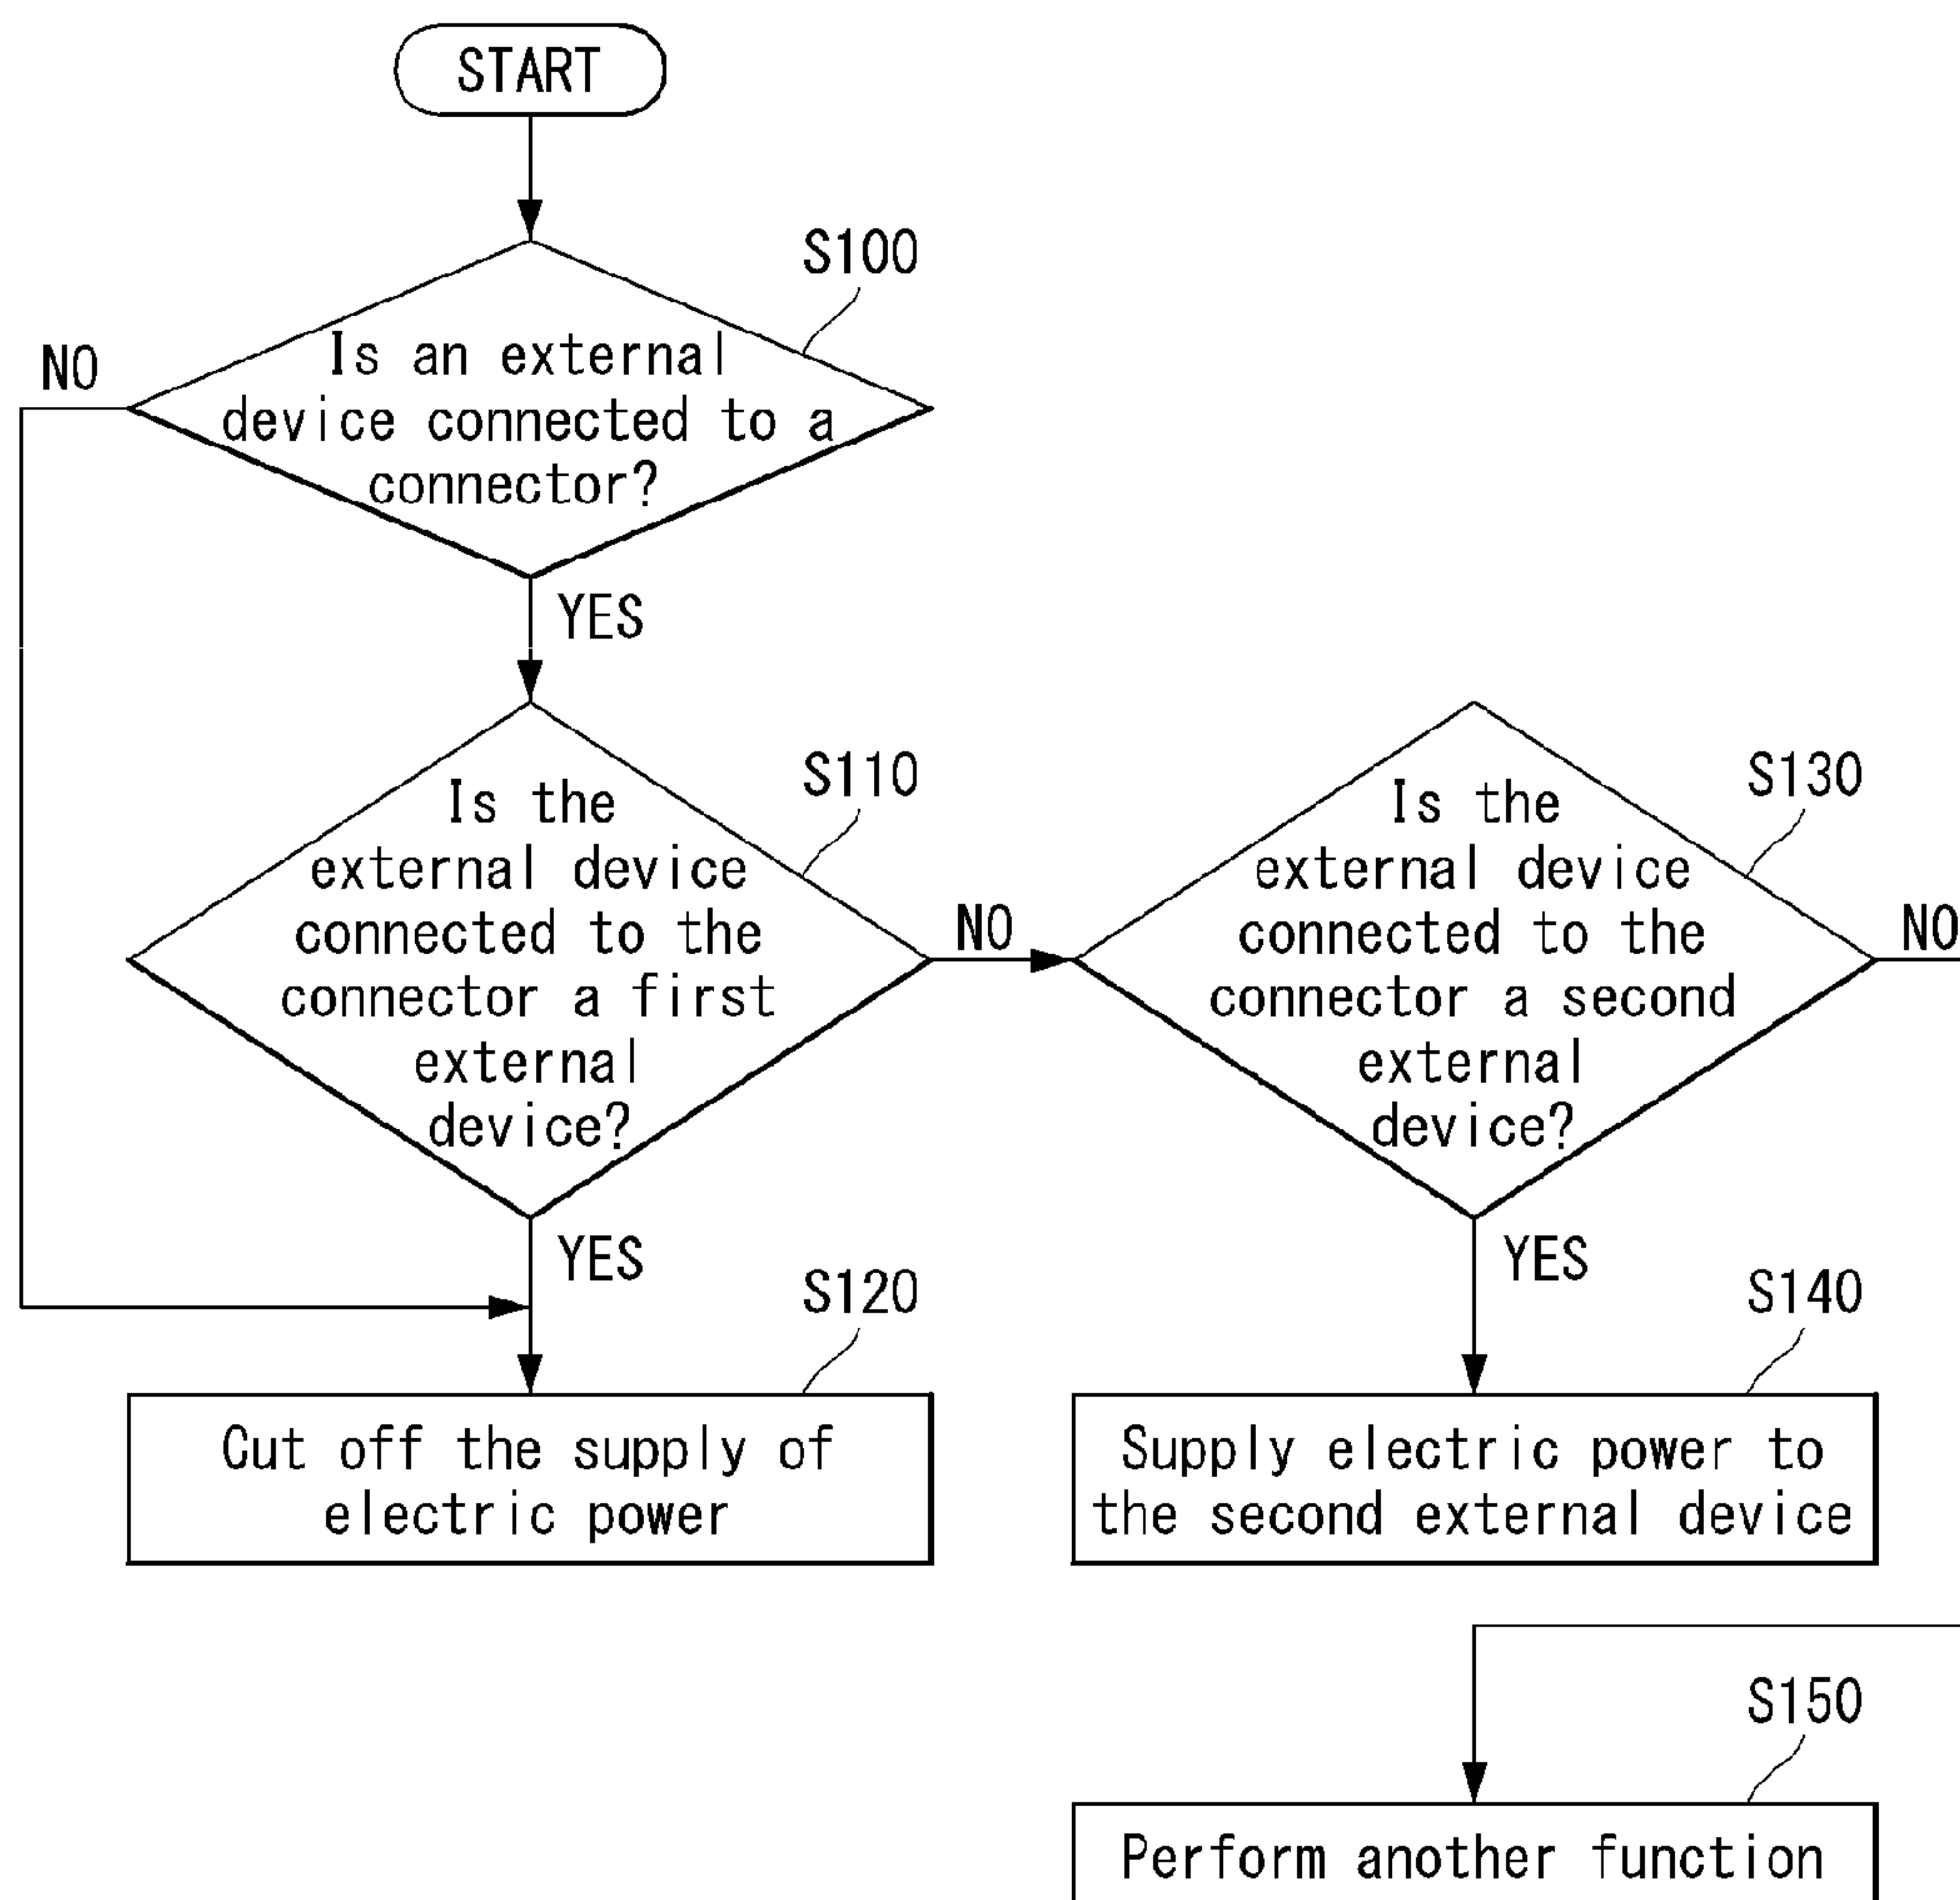 START
S100
NO
Is an external
device connected to a
connector?
YES
S110
Is the
external device
connected to the
connector a first
external
device?
NO
S130
Is the
external device
connected to the
connector a second
external
device?
NO
YES
S120
Cut off the supply of
electric power
YES
S140
Supply electric power to
the second external device
S150
Perform another function